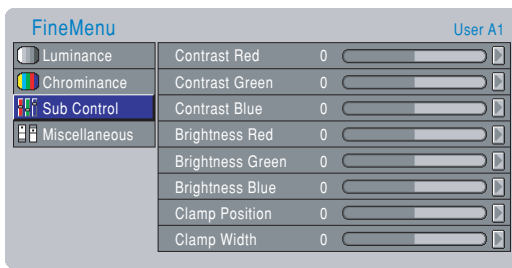 FineMenu
User A1
Luminance
Chrominance
Sub Control
Miscellaneous
Contrast Red 0
Contrast Green 0
Contrast Blue 0
Brightness Red 0
Brightness Green 0
Brightness Blue 0
Clamp Position 0
Clamp Width 0